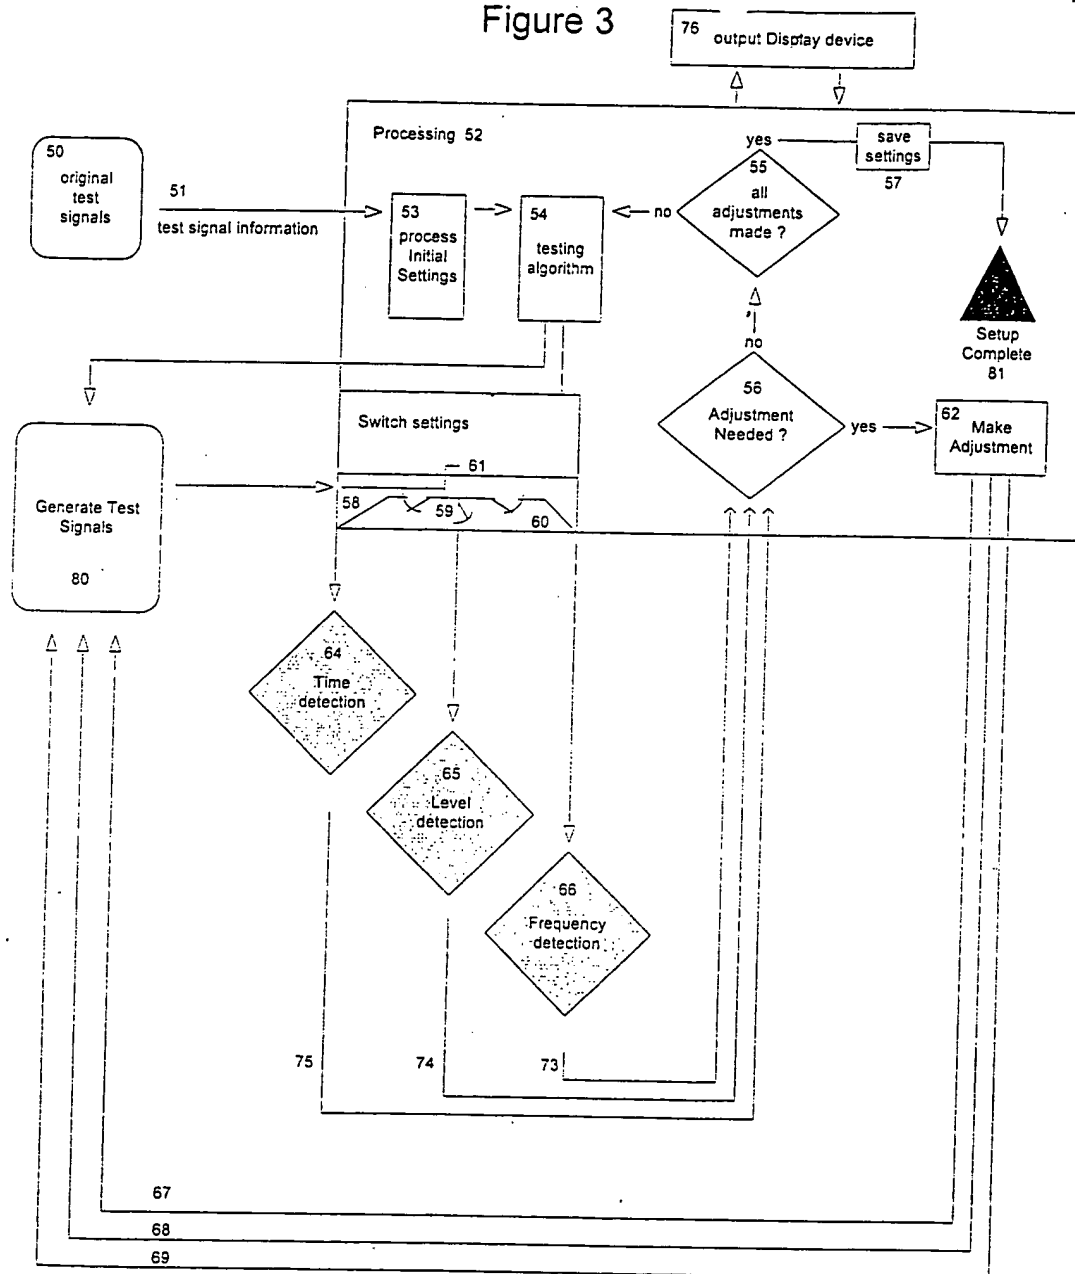 Figure 3
76 output Display device
Processing 52
yes
save
settings
57
50
original
test
signals
51
test signal information
53
process
Initial
Settings
54
testing
algorithm
no
55
all
adjustments
made ?
no
Setup
Complete
81
56
Adjustment
Needed ?
yes
62
Make
Adjustment
Switch settings
61
58
59
60
Generate Test
Signals
80
64
Time
detection
65
Level
detection
66
Frequency
detection
75
74
73
67
68
69